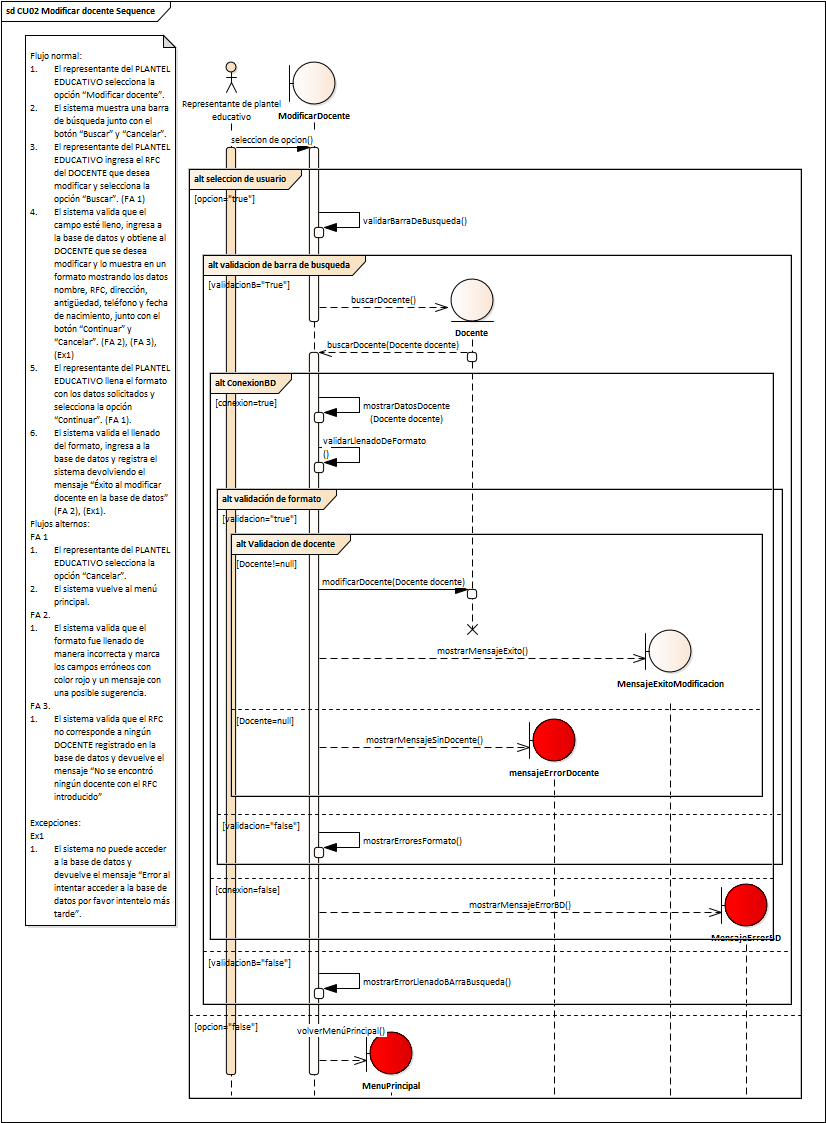 sd CU02 Modificar docente Sequence
Flujo normal:
1. El representante del PLANTEL
EDUCATIVO selecciona la
opción "Modificar docente".
2. El sistema muestra una barra
de búsqueda junto con el
botón "Buscar" y "Cancelar".
3. El representante del PLANTEL
EDUCATIVO ingresa el RFC
del DOCENTE que desea
modificar y selecciona la
opción "Buscar". (FA 1)
4. El sistema valida que el
campo esté lleno, ingresa a
la base de datos y obtiene al
DOCENTE que se desea
modificar y lo muestra en un
formato mostrando los datos
nombre, RFC, dirección,
antigüedad, teléfono y fecha
de nacimiento, junto con el
botón "Continuar" y
"Cancelar". (FA 2), (FA 3),
(Ex1)
5. El representante del PLANTEL
EDUCATIVO llena el formato
con los datos solicitados y
selecciona la opción
"Continuar". (FA 1).
6. El sistema valida el llenado
del formato, ingresa a la
base de datos y registra el
sistema devolviendo el
mensaje "Éxito al modificar
docente en la base de datos"
(FA 2), (Ex1).
Flujos alternos:
FA 1
1. El representante del PLANTEL
EDUCATIVO selecciona la
opción "Cancelar".
2. El sistema vuelve al menú
principal.
FA 2.
1. El sistema valida que el
formato fue llenado de
manera incorrecta y marca
los campos erróneos con
color rojo y un mensaje con
una posible sugerencia.
FA 3.
1. El sistema valida que el RFC
no corresponde a ningún
DOCENTE registrado en la
base de datos y devuelve el
mensaje "No se encontró
ningún docente con el RFC
introducido"
Excepciones:
Ex1
1. El sistema no puede acceder
a la base de datos y
devuelve el mensaje "Error al
intentar acceder a la base de
datos por favor intentelo más
tarde".
Representante de plantel
educativo
ModificarDocente
seleccion de opcion()
alt seleccion de usuario
[opcion="true"]
validarBarraDeBusqueda()
alt validacion de barra de busqueda
[validacionB="True"]
buscarDocente()
Docente
buscarDocente(Docente docente)
alt ConexionBD
[conexion=true]
mostrarDatosDocente
(Docente docente)
validarLlenadoDeFormato
()
alt validación de formato
[validacion="true"]
alt Validacion de docente
[Docente!=null]
modificarDocente(Docente docente)
mostrarMensajeExito()
MensajeExitoModificacion
[Docente=null]
mostrarMensajeSinDocente()
mensajeErrorDocente
[validacion="false"]
mostrarErroresFormato()
[conexion=false]
mostrarMensajeErrorBD()
MensajeErrorBD
[validacionB="false"]
mostrarErrorLlenadoBArraBusqueda()
[opcion="false"]
volverMenúPrincipal()
MenuPrincipal